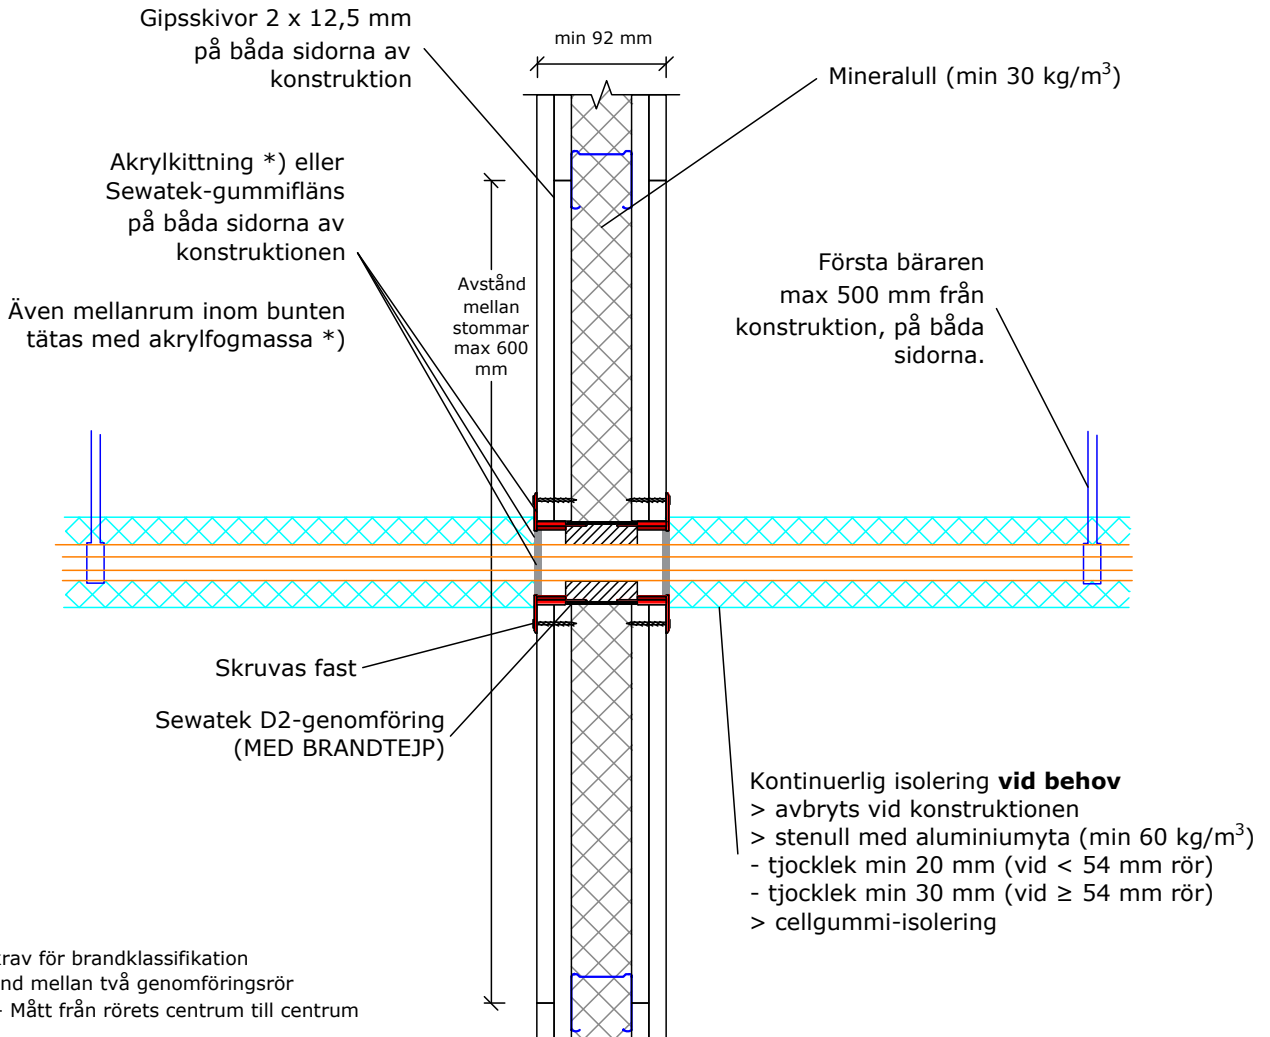 Gipsskivor 2 x 12,5 mm
på båda sidorna av
konstruktion
min 92 mm
Mineralull (min 30 kg/m³)
Akrylkittning *) eller
Sewatek-gummifläns
på båda sidorna av
konstruktionen
Även mellanrum inom bunten
tätas med akrylfogmassa *)
Avstånd
mellan
stommar
max 600
mm
Första bäraren
max 500 mm från
konstruktion, på båda
sidorna.
Skruvas fast
Sewatek D2-genomföring
(MED BRANDTEJP)
Kontinuerlig isolering vid behov
> avbryts vid konstruktionen
> stenull med aluminiumyta (min 60 kg/m³)
- tjocklek min 20 mm (vid < 54 mm rör)
- tjocklek min 30 mm (vid ≥ 54 mm rör)
> cellgummi-isolering
för brandklassifikation
mellan två genomföringsrör
- Mått från rörets centrum till centrum